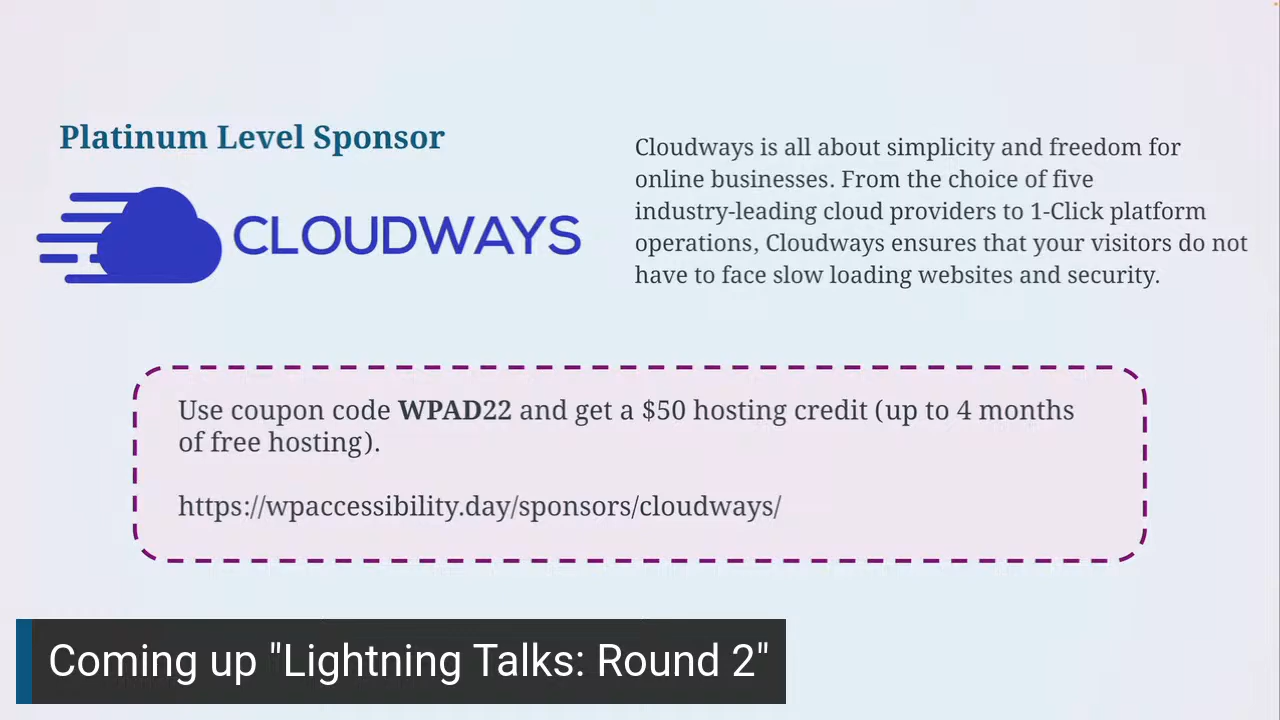 Platinum Level Sponsor
CLOUDWAYS
Cloudways is all about simplicity and freedom for
online businesses. From the choice of five
industry-leading cloud providers to 1-Click platform
operations, Cloudways ensures that your visitors do not
have to face slow loading websites and security.
Use coupon code WPAD22 and get a $50 hosting credit (up to 4 months
of free hosting).
https://wpaccessibility.day/sponsors/cloudways/
Coming up "Lightning Talks: Round 2"